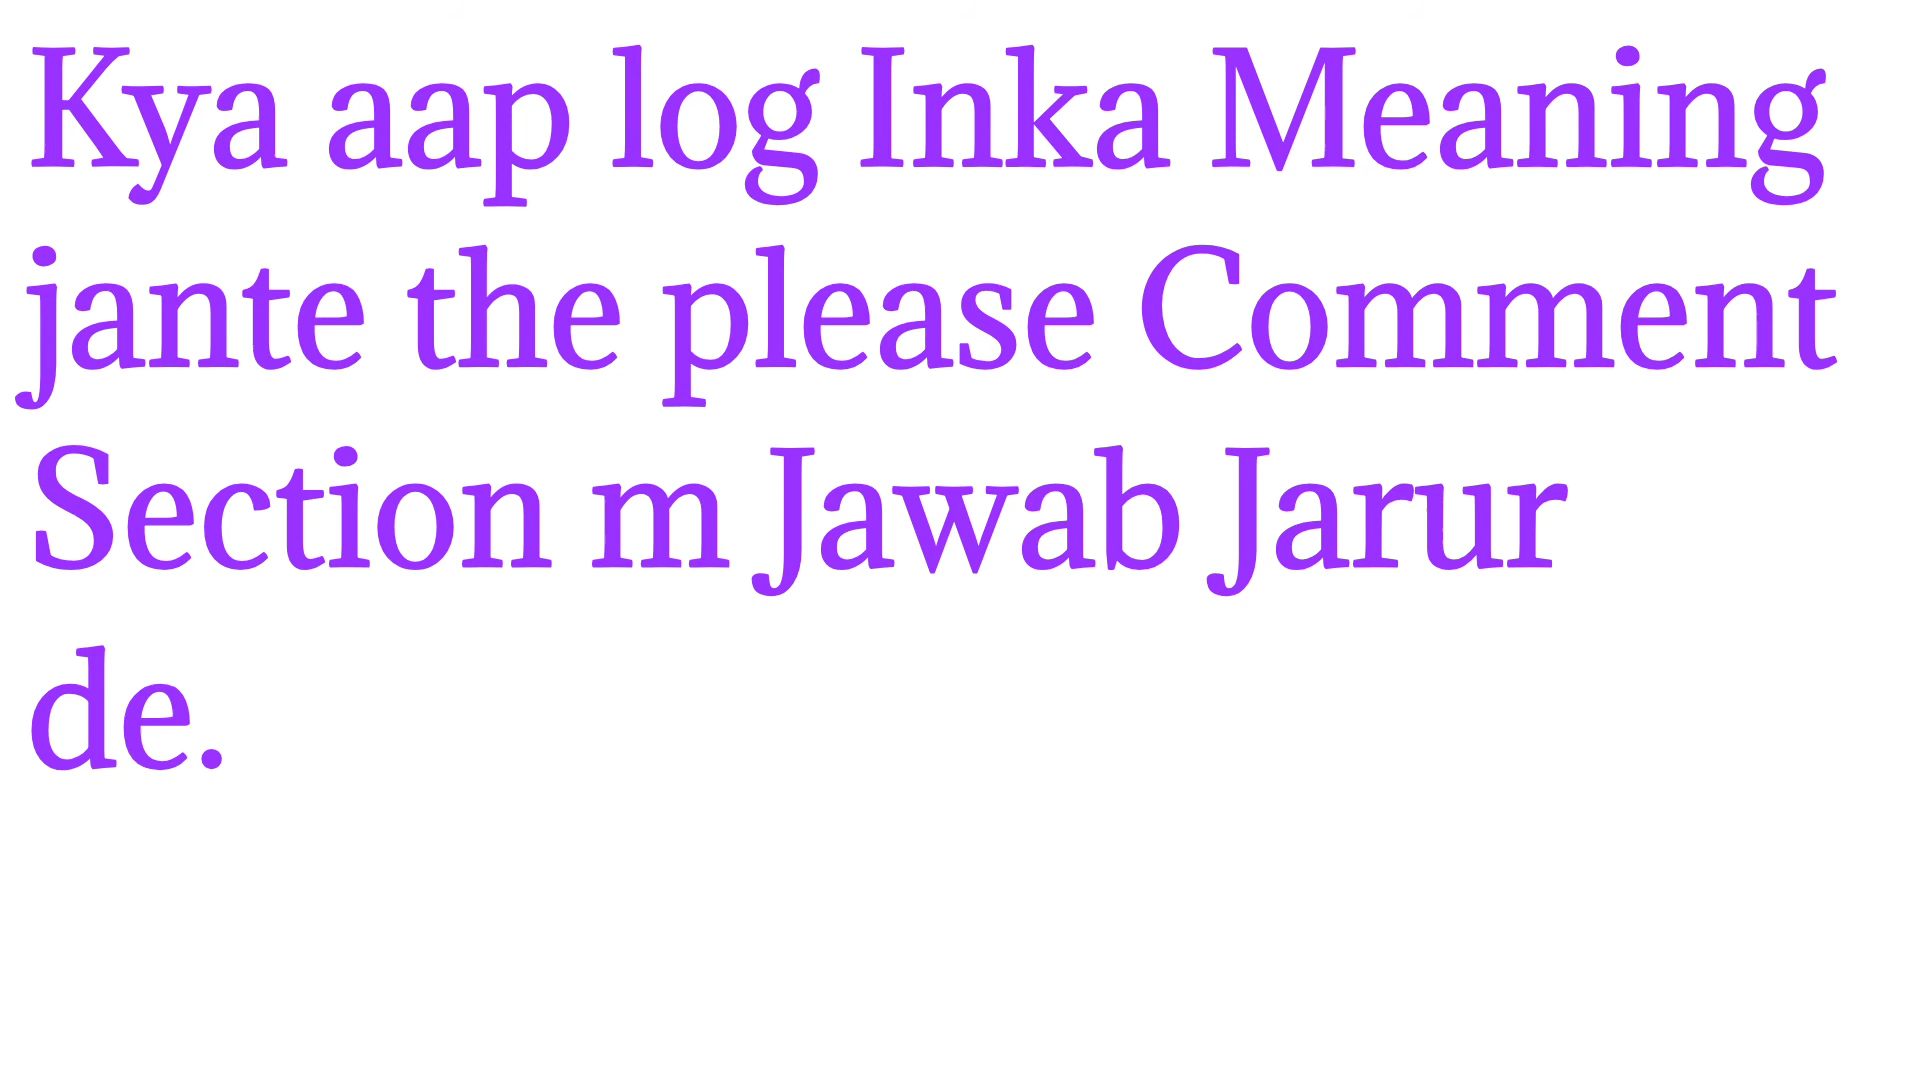 Kya aap log Inka Meaning
jante the please Comment
Section m Jawab Jarur
de.